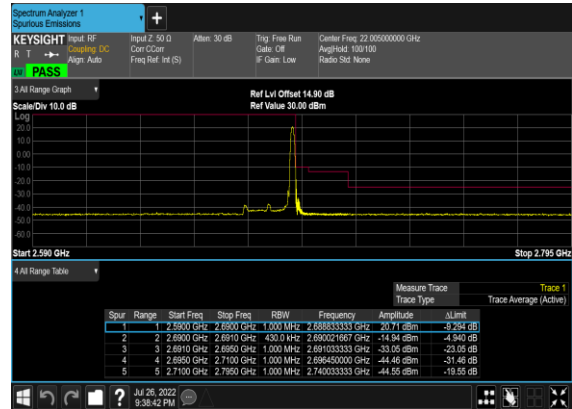 Spectrum Analyzer 1
Spurious Emissions
+
KEYSIGHT Input: RF Input Z: 50 Ω Atten: 30 dB Trig: Free Run Center Freq: 22.005000000 GHz
R T Coupling: DC Corr CCorr Gate: Off Avg|Hold: 100/100
Align: Auto Freq Ref: Int (S) IF Gain: Low Radio Std: None
LW PASS
3 All Range Graph Ref Lvl Offset 14.90 dB
Scale/Div 10.0 dB Ref Value 30.00 dBm
Log
20.0
10.0
0.00
-10.0
-20.0
-30.0
-40.0
-50.0
-60.0
Start 2.590 GHz Stop 2.795 GHz
4 All Range Table
Measure Trace Trace 1
Trace Type Trace Average (Active)
Spur Range Start Freq Stop Freq RBW Frequency Amplitude ΔLimit
1 1 2.5900 GHz 2.6900 GHz 1.000 MHz 2.688833333 GHz 20.71 dBm -9.294 dB
2 2 2.6900 GHz 2.6910 GHz 430.0 kHz 2.690021667 GHz -14.94 dBm -4.940 dB
3 3 2.6910 GHz 2.6950 GHz 1.000 MHz 2.691033333 GHz -33.05 dBm -23.05 dB
4 4 2.6950 GHz 2.7100 GHz 1.000 MHz 2.696450000 GHz -44.46 dBm -31.46 dB
5 5 2.7100 GHz 2.7950 GHz 1.000 MHz 2.740033333 GHz -44.55 dBm -19.55 dB
? Jul 26, 2022
9:38:42 PM